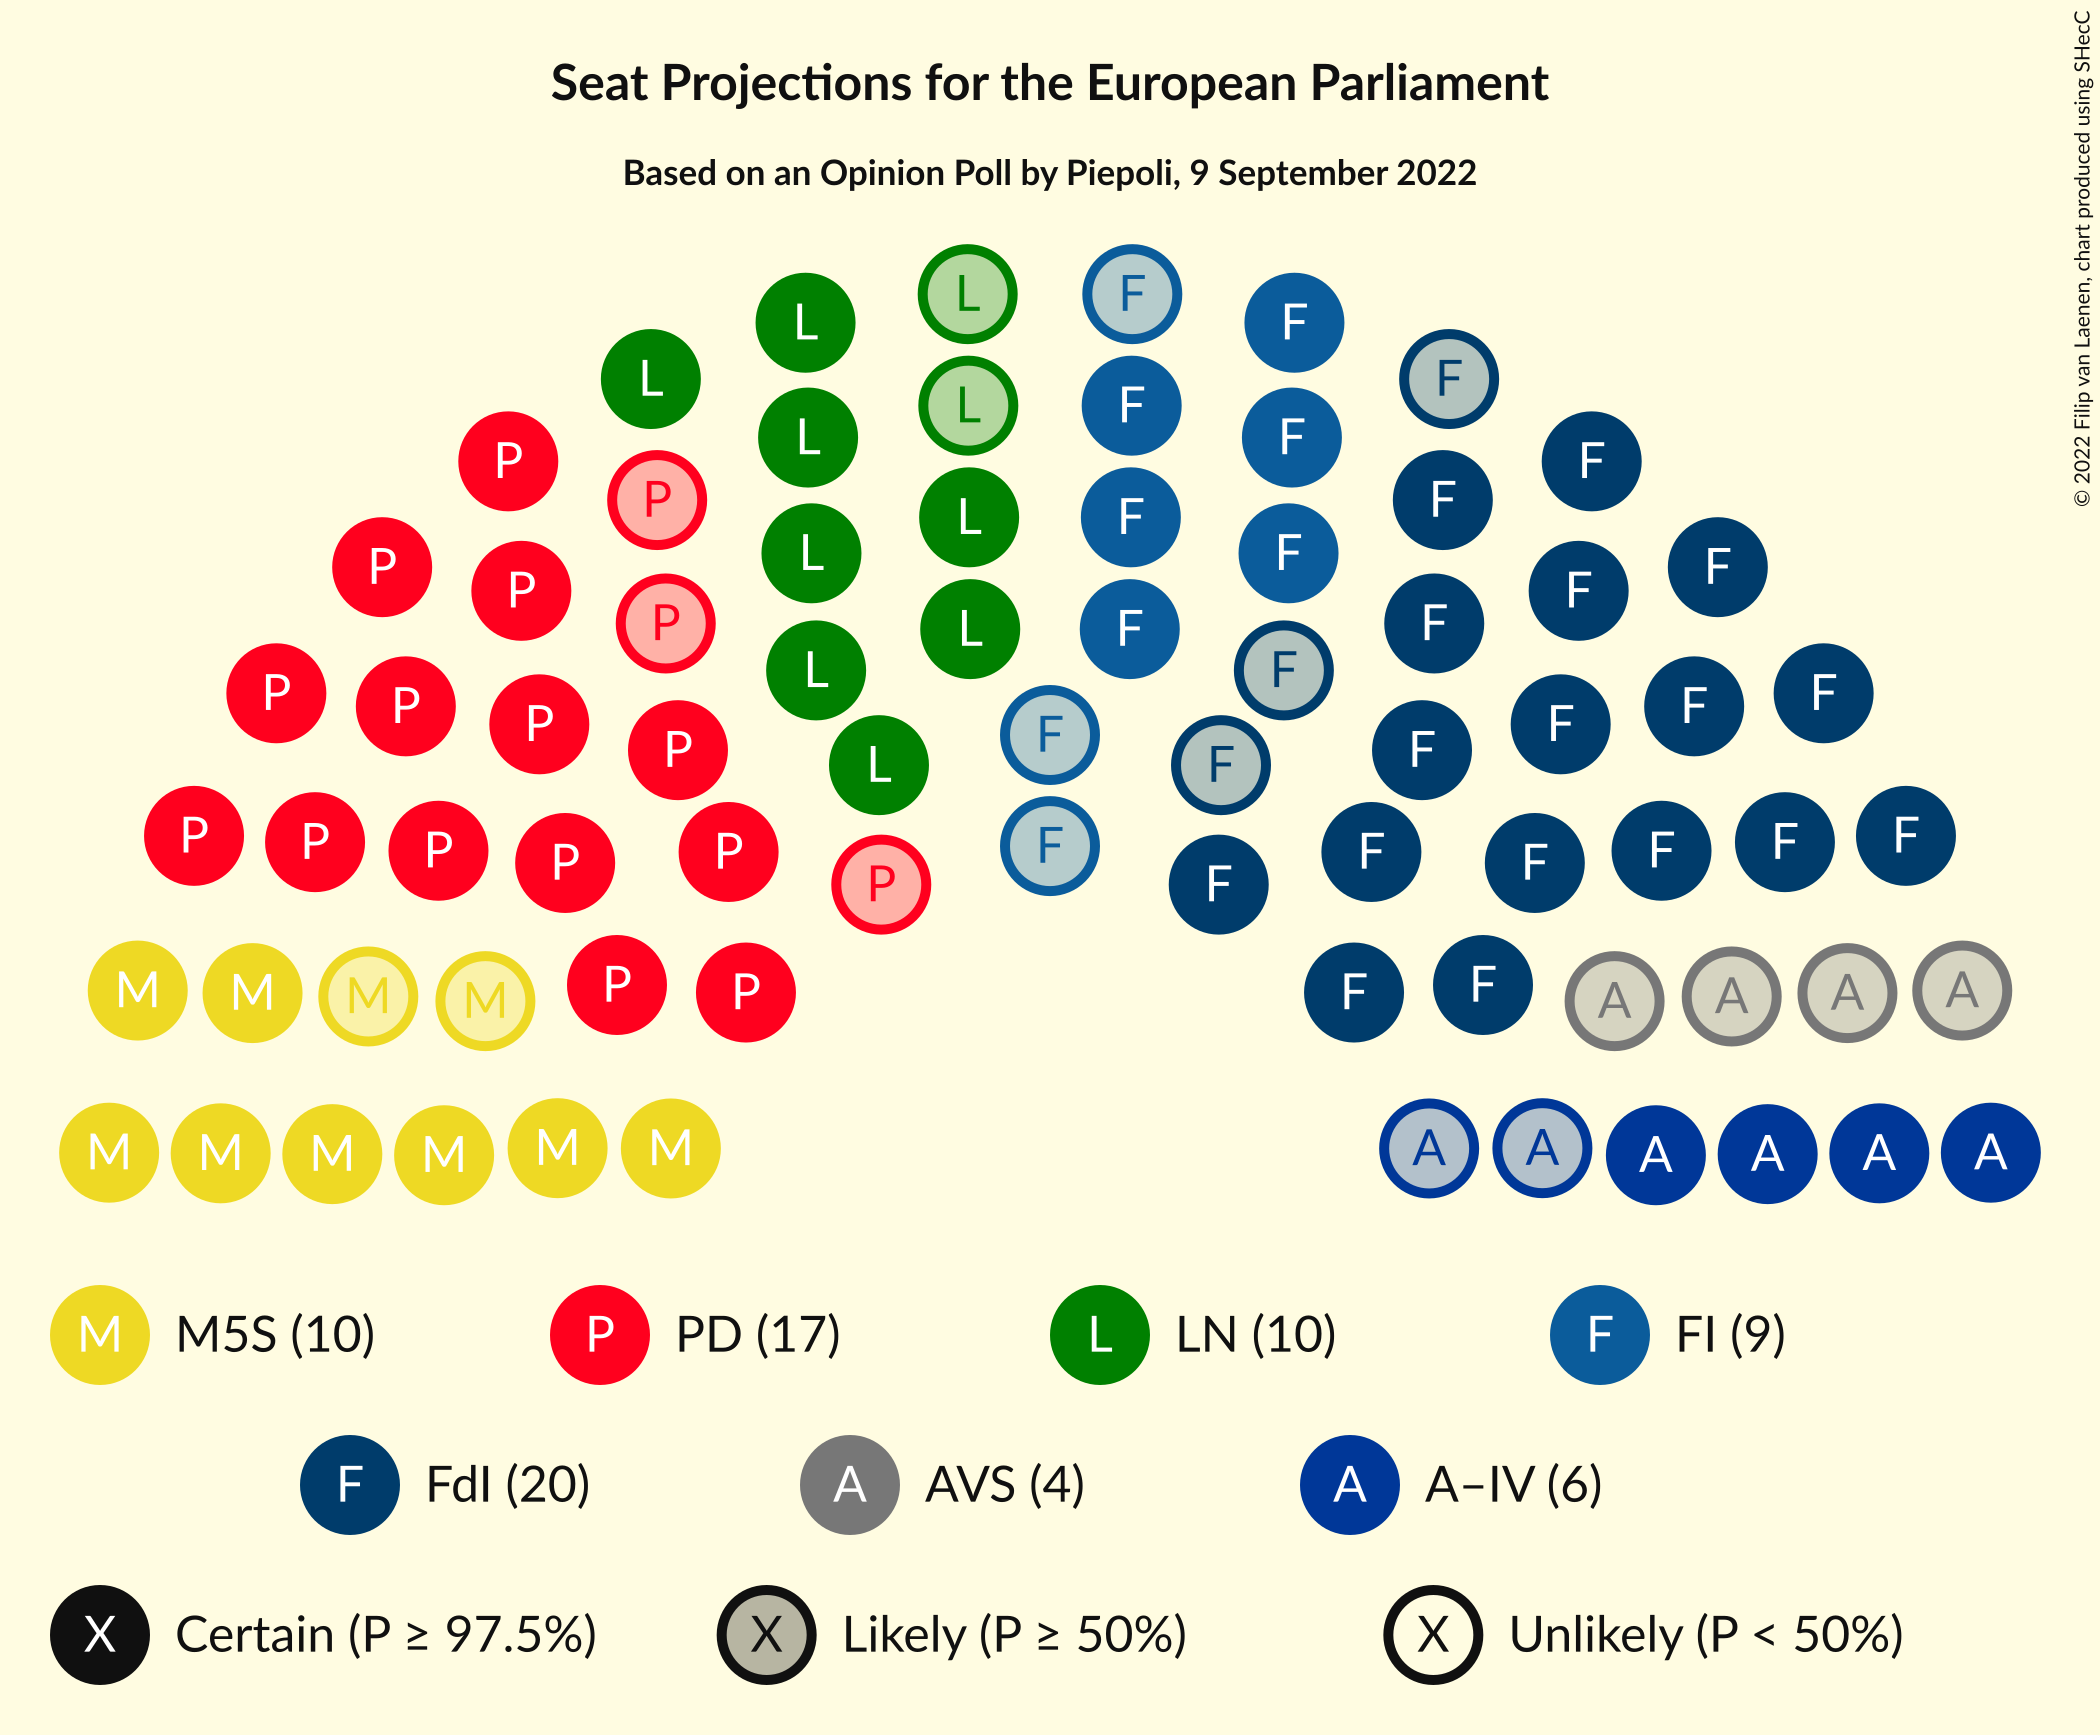 Seat Projections for the European Parliament
Based on an Opinion Poll by Piepoli, 9 September 2022
© 2022 Filip van Laenen, chart produced using SHecC
L F
L F
L F
L F
P F
L F
L F
P F
L F
P F
L F
P F
P F
L F
P F
L F
P F
P F
P F
P F
L F
F
P P P F F F
P F
P P P P F F F F
F
P F
M M M M P P F F A A A A
M M M M M M A A A A A A
M M5S (10) P PD (17) L LN (10) F FI (9)
F FdI (20) A AVS (4) A A–IV (6)
X Certain (P ≥ 97.5%) X Likely (P ≥ 50%) X Unlikely (P < 50%)